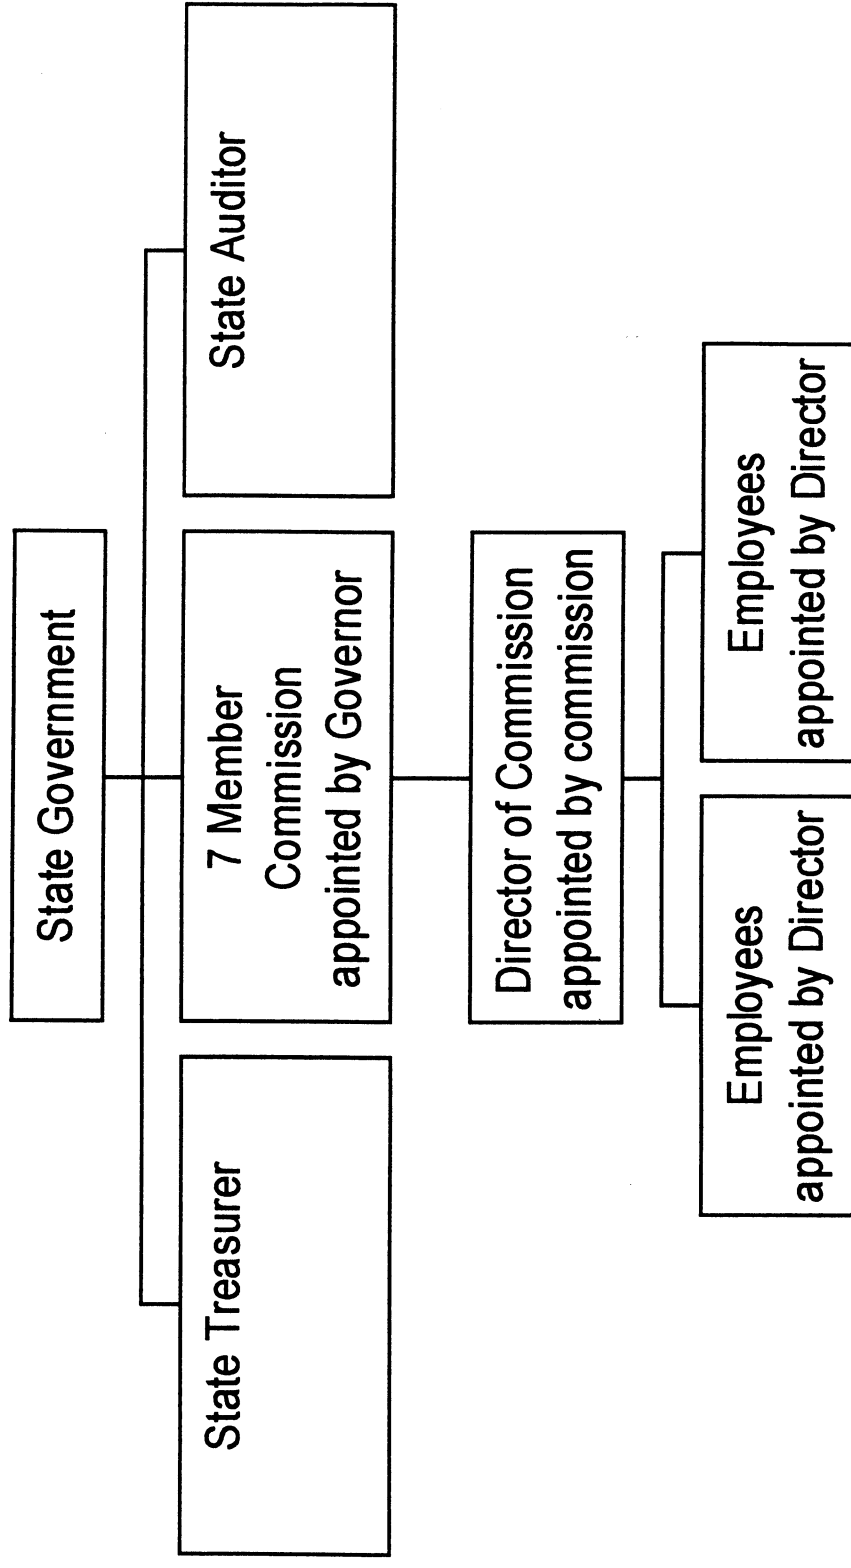 State Government
State Treasurer
7 Member
Commission
appointed by Governor
State Auditor
Director of Commission
appointed by commission
Employees
appointed by Director
Employees
appointed by Director